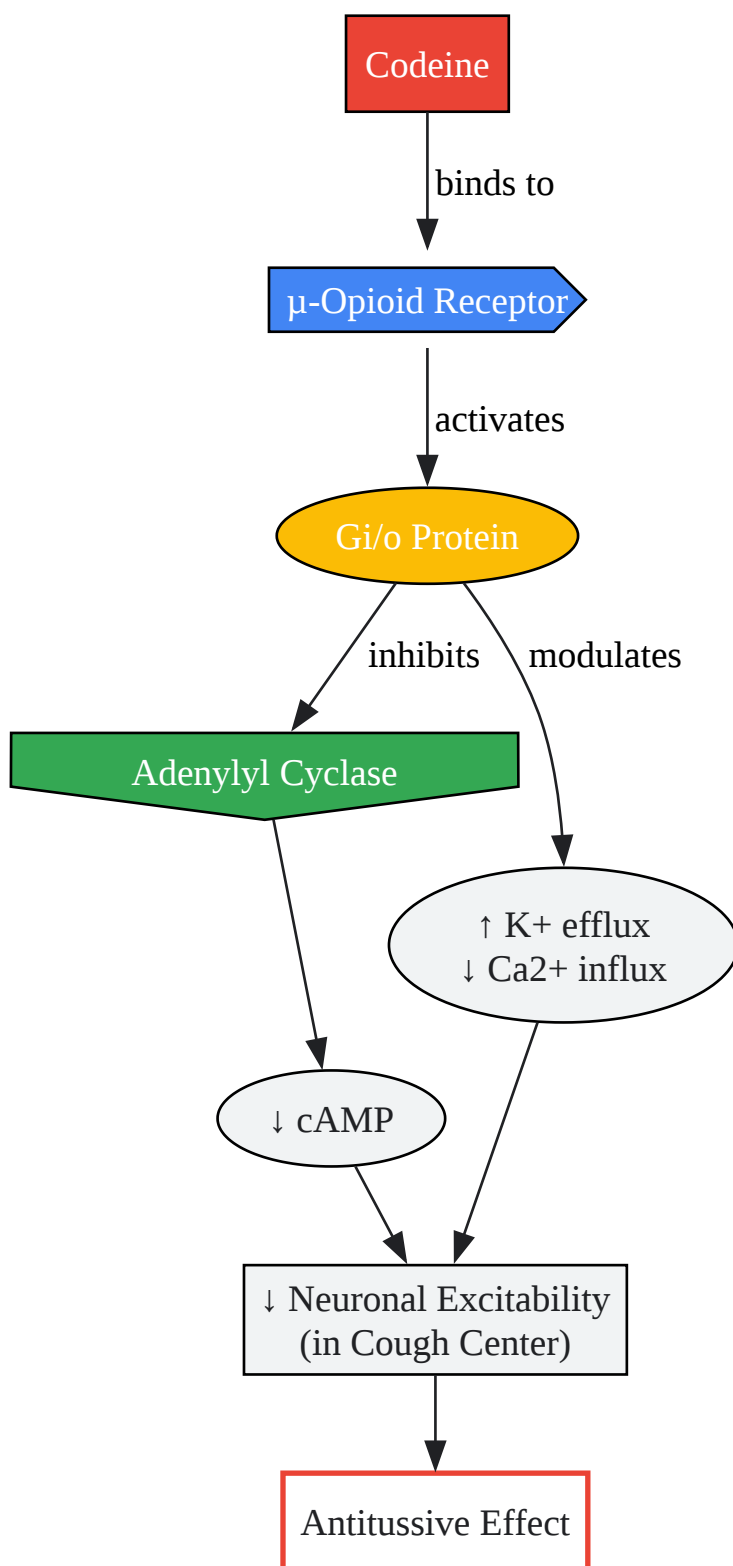 Codeine
binds to
µ-Opioid Receptor
activates
Gi/o Protein
inhibits
modulates
Adenylyl Cyclase
↑ K+ efflux
↓ Ca2+ influx
↓ cAMP
↓ Neuronal Excitability
(in Cough Center)
Antitussive Effect